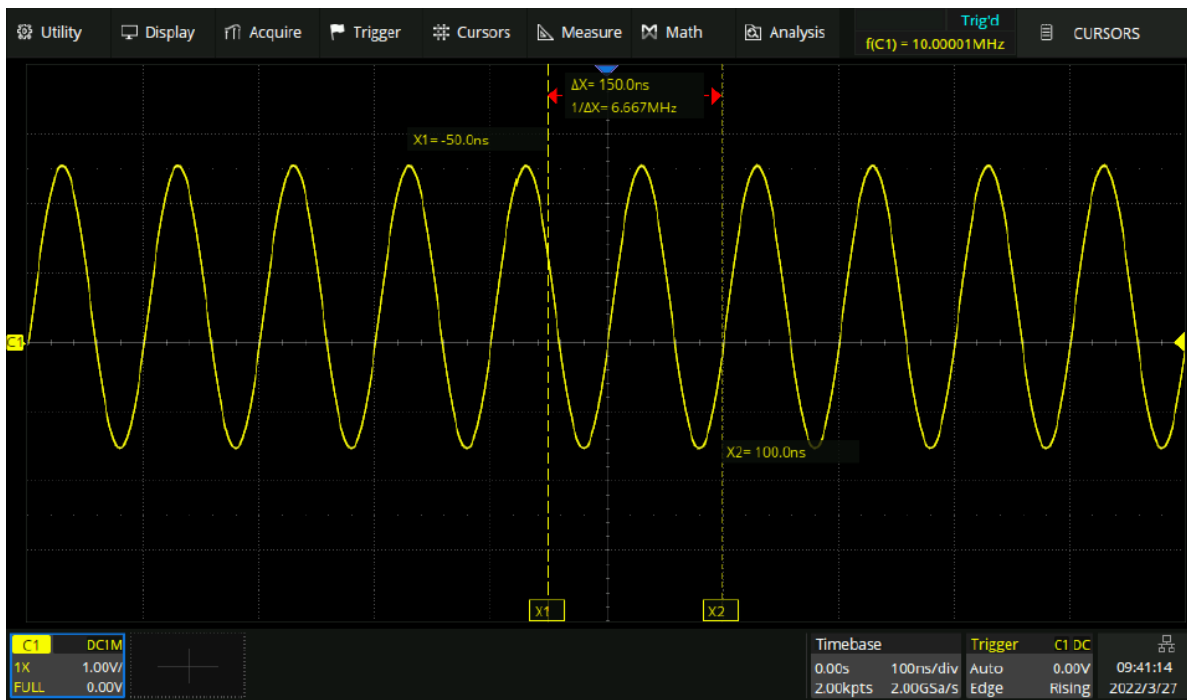 Utility Display Acquire Trigger Cursors Measure Math Analysis
Trig'd
f(C1) = 10.00001MHz
CURSORS
ΔX= 150.0ns
1/ΔX= 6.667MHz
X1= -50.0ns
C1
X2= 100.0ns
X1 X2
C1 DC1M
1X 1.00V/
FULL 0.00V
Timebase
0.00s 100ns/div
2.00kpts 2.00GSa/s
Trigger C1 DC
Auto 0.00V
Edge Rising
09:41:14
2022/3/27